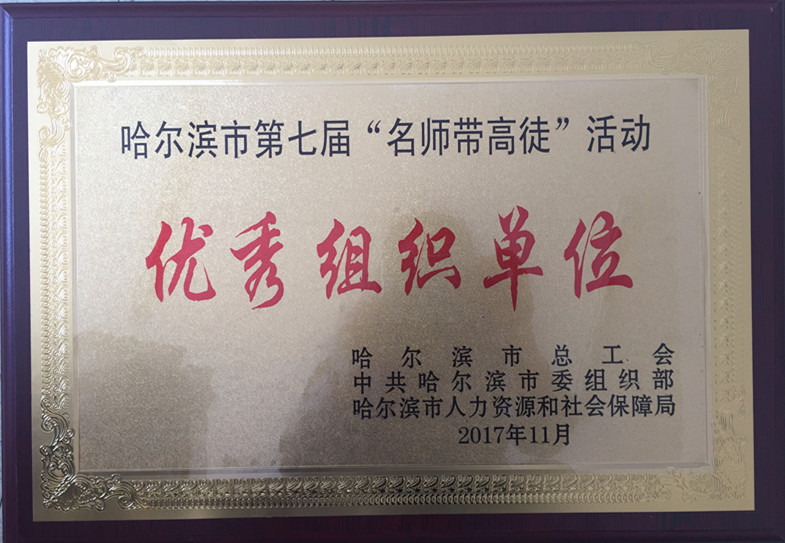 哈尔滨市第七届“名师带高徒”活动
优秀组织单位
哈尔滨市总工会
中共哈尔滨市委组织部
哈尔滨市人力资源和社会保障局
2017年11月